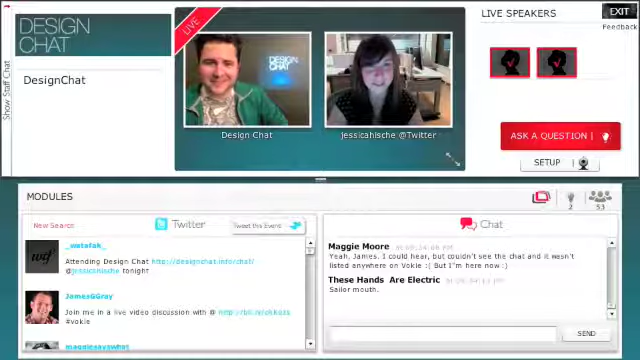 DESIGN
CHAT
DesignChat
Show Staff Chat
LIVE
DESIGN
CHAT
Design Chat
jessicahische @Twitter
LIVE SPEAKERS
EXIT
Feedback
ASK A QUESTION |
SETUP |
MODULES
2
53
New Search
Twitter
Tweet this Event
_watafah_
Attending Design Chat http://designchat.info/chat/
@jessicahische tonight
JamesGGray
Join me in a live video discussion with @
#vokle
Chat
Maggie Moore
Yeah, James. I could hear, but couldn't see the chat and it wasn't
listed anywhere on Vokle :( But I'm here now :)
These Hands Are Electric
Sailor mouth.
SEND